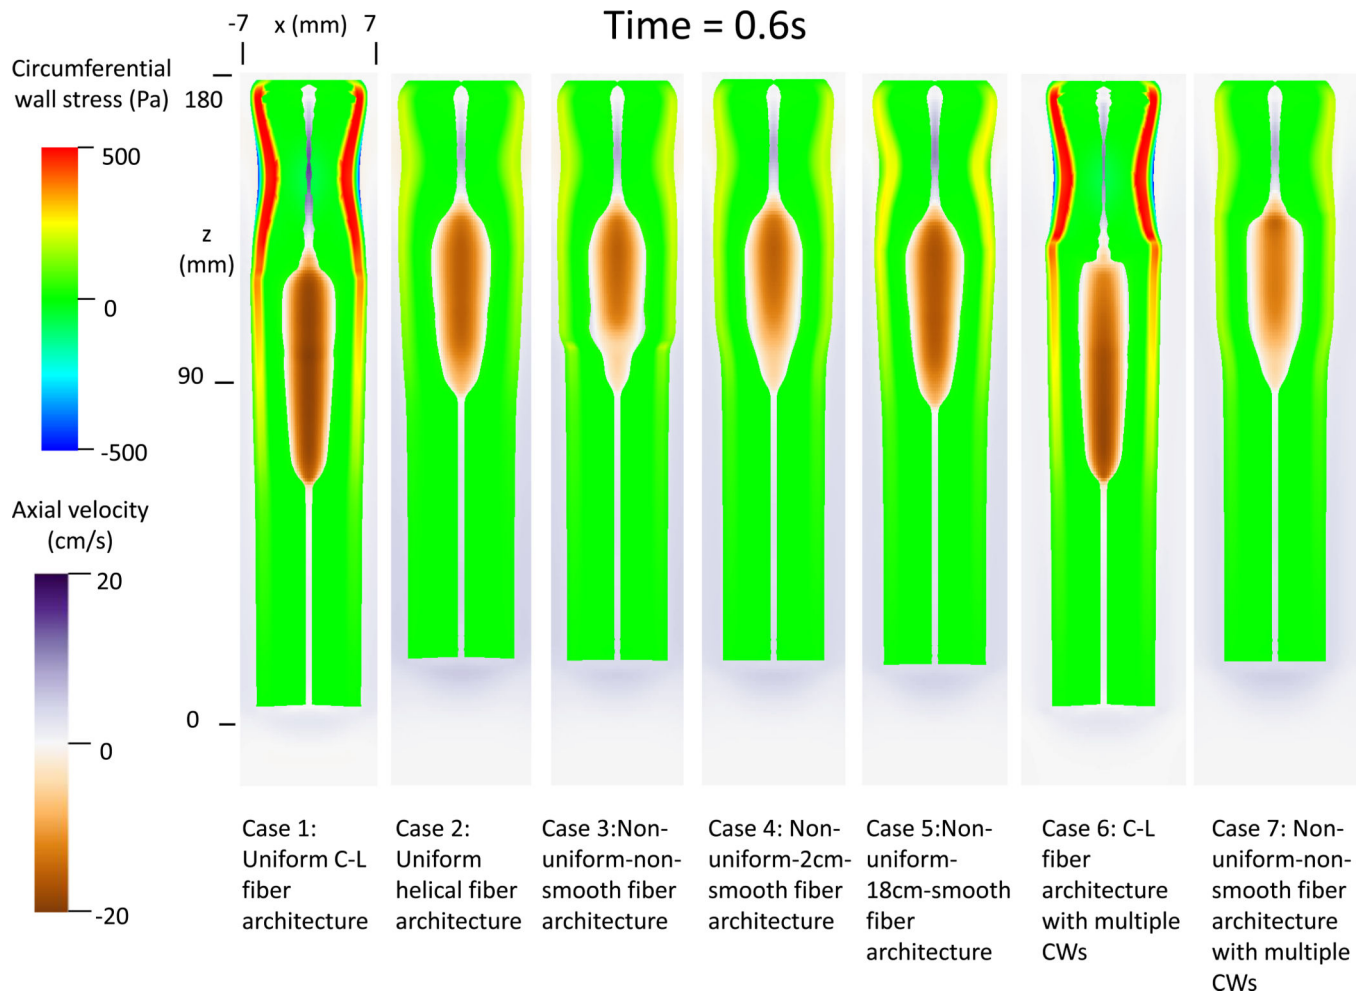 -7 x (mm) 7
Time = 0.6s
Circumferential
wall stress (Pa)
500
0
-500
Axial velocity
(cm/s)
20
0
-20
180
z
(mm)
90
0
Case 1:
Uniform C-L
fiber
architecture
Case 2:
Uniform
helical fiber
architecture
Case 3:Non-
uniform-non-
smooth fiber
architecture
Case 4: Non-
uniform-2cm-
smooth fiber
architecture
Case 5:Non-
uniform-
18cm-smooth
fiber
architecture
Case 6: C-L
fiber
architecture
with multiple
CWs
Case 7: Non-
uniform-non-
smooth fiber
architecture
with multiple
CWs